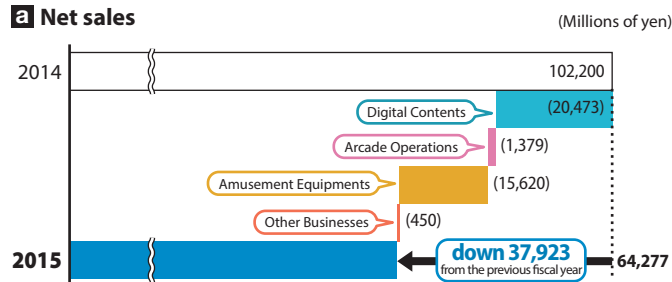 a Net sales
(Millions of yen)
2014
102,200
Digital Contents
(20,473)
Arcade Operations
(1,379)
Amusement Equipments
(15,620)
Other Businesses
(450)
2015
down 37,923
from the previous fiscal year
64,277